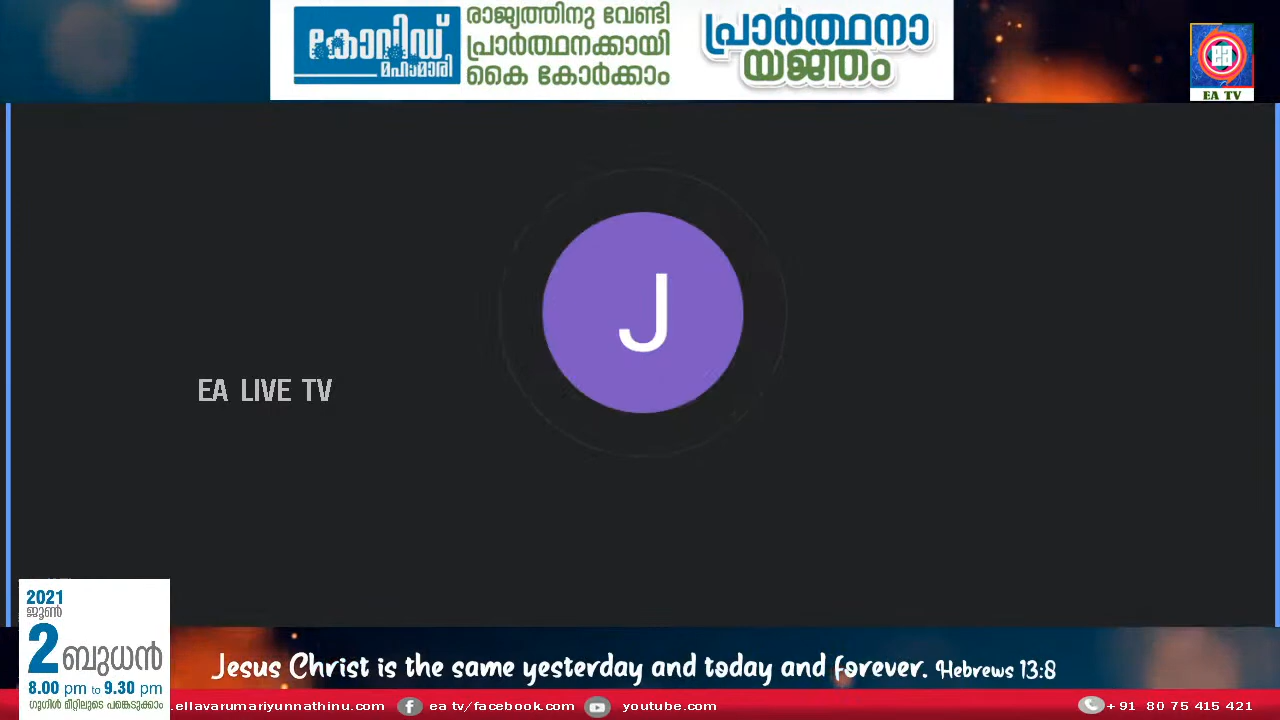 കോവിഡ്
മഹാമാരി
രാജ്യത്തിനു വേണ്ടി
പ്രാർത്ഥനക്കായി
കൈ കോർക്കാം
പ്രാർത്ഥനാ
യജ്ഞം
ea
EA TV
J
EA LIVE TV
2021
ജൂൺ
2 ബുധൻ
8.00 pm to 9.30 pm
ഗൂഗിൾ മീറ്റിലൂടെ പങ്കെടുക്കാം
Jesus Christ is the same yesterday and today and forever. Hebrews 13:8
.ellavarumariyunnathinu.com ea tv/facebook.com youtube.com +91 80 75 415 421